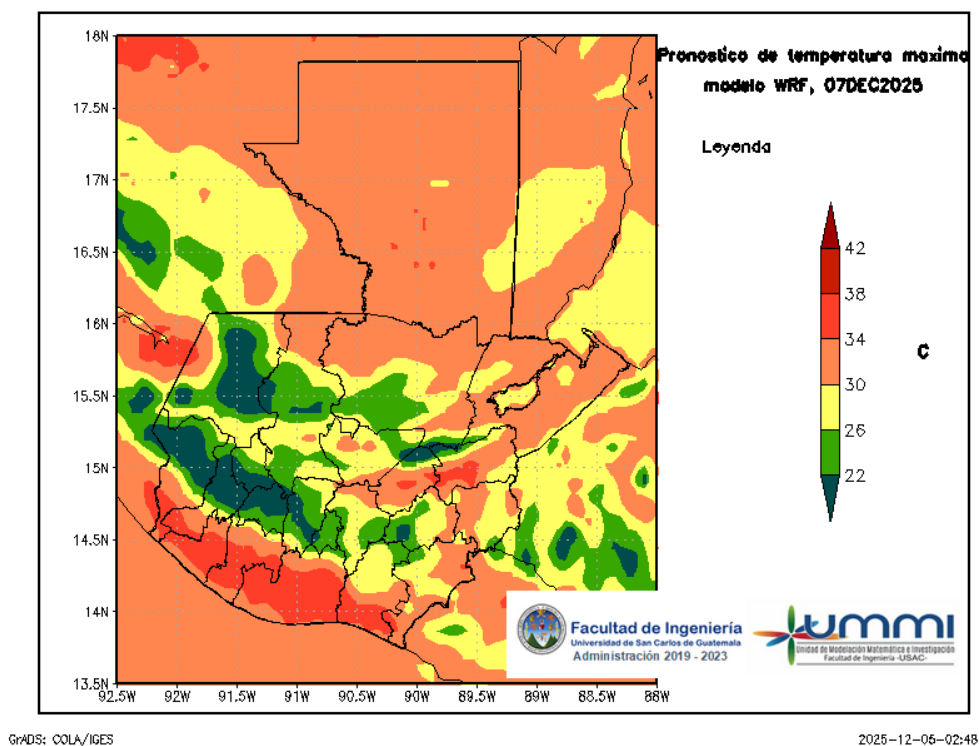 Pronostico de temperatura maxima
modelo WRF, 07DEC2025
Leyenda
42
38
34
30
26
22
C
18N
17.5N
17N
16.5N
16N
15.5N
15N
14.5N
14N
13.5N
92.5W 92W 91.5W 91W 90.5W 90W 89.5W 89W 88.5W 88W
Facultad de Ingeniería
Universidad de San Carlos de Guatemala
Administración 2019 - 2023
ummi
Unidad de Modelación Matemática e Investigación
Facultad de Ingeniería -USAC-
GrADS: COLA/IGES
2025-12-06-02:48